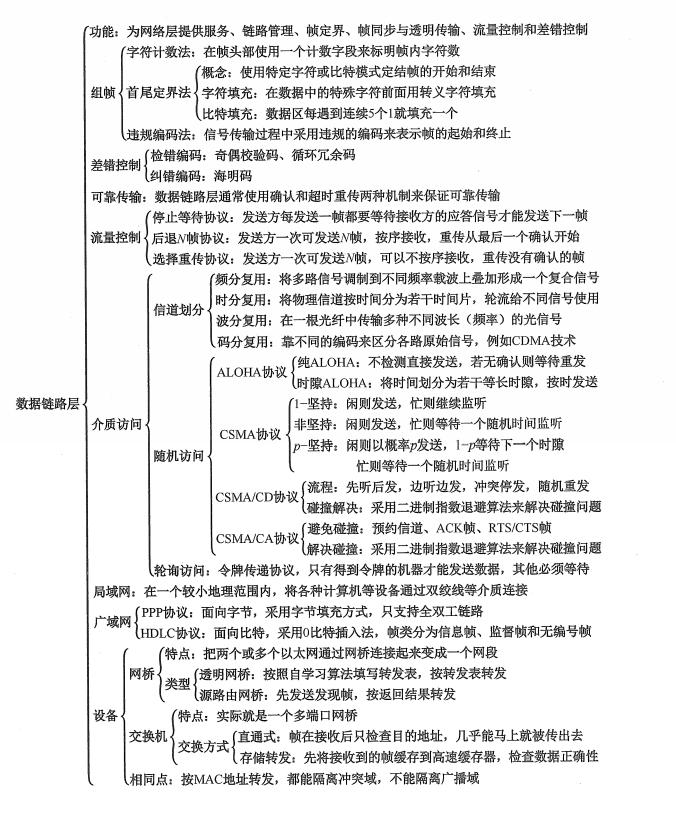 功能：为网络层提供服务、链路管理、帧定界、帧同步与透明传输、流量控制和差错控制
字符计数法：在帧头部使用一个计数字段来标明帧内字符数
概念：使用特定字符或比特模式定结帧的开始和结束
组帧 首尾定界法 字符填充：在数据中的特殊字符前面用转义字符填充
比特填充：数据区每遇到连续5个1就填充一个
违规编码法：信号传输过程中采用违规的编码来表示帧的起始和终止
检错编码：奇偶校验码、循环冗余码
差错控制
纠错编码：海明码
可靠传输：数据链路层通常使用确认和超时重传两种机制来保证可靠传输
停止等待协议：发送方每发送一帧都要等待接收方的应答信号才能发送下一帧
流量控制 后退N帧协议：发送方一次可发送N帧，按序接收，重传从最后一个确认开始
选择重传协议：发送方一次可发送N帧，可以不按序接收，重传没有确认的帧
频分复用：将多路信号调制到不同频率载波上叠加形成一个复合信号
信道划分 时分复用：将物理信道按时间分为若干时间片，轮流给不同信号使用
波分复用：在一根光纤中传输多种不同波长（频率）的光信号
码分复用：靠不同的编码来区分各路原始信号，例如CDMA技术
纯ALOHA：不检测直接发送，若无确认则等待重发
ALOHA协议
时隙ALOHA：将时间划分为若干等长时隙，按时发送
数据链路层
1-坚持：闲则发送，忙则继续监听
介质访问
非坚持：闲则发送，忙则等待一个随机时间监听
CSMA协议
p-坚持：闲则以概率p发送，1-p等待下一个时隙
随机访问
忙则等待一个随机时间监听
流程：先听后发，边听边发，冲突停发，随机重发
CSMA/CD协议
碰撞解决：采用二进制指数退避算法来解决碰撞问题
避免碰撞：预约信道、ACK帧、RTS/CTS帧
CSMA/CA协议
解决碰撞：采用二进制指数退避算法来解决碰撞问题
轮询访问：令牌传递协议，只有得到令牌的机器才能发送数据，其他必须等待
局域网：在一个较小地理范围内，将各种计算机等设备通过双绞线等介质连接
PPP协议：面向字节，采用字节填充方式，只支持全双工链路
广域网
HDLC协议：面向比特，采用0比特插入法，帧类分为信息帧、监督帧和无编号帧
特点：把两个或多个以太网通过网桥连接起来变成一个网段
网桥
透明网桥：按照自学习算法填写转发表，按转发表转发
类型
源路由网桥：先发送发现帧，按返回结果转发
设备
特点：实际就是一个多端口网桥
交换机
直通式：帧在接收后只检查目的地址，几乎能马上就被传出去
交换方式
存储转发：先将接收到的帧缓存到高速缓存器，检查数据正确性
相同点：按MAC地址转发，都能隔离冲突域，不能隔离广播域